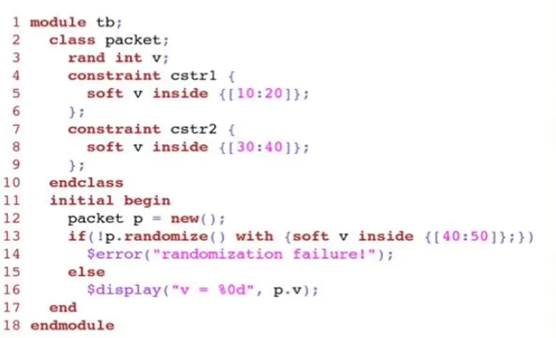 1 module tb;
2 class packet;
3 rand int v;
4 constraint cstr1 {
5 soft v inside {[10:20]};
6 };
7 constraint cstr2 {
8 soft v inside {[30:40]};
9 };
10 endclass
11 initial begin
12 packet p = new();
13 if(!p.randomize() with {soft v inside {[40:50]};})
14 $error("randomization failure!");
15 else
16 $display("v = %0d", p.v);
17 end
18 endmodule